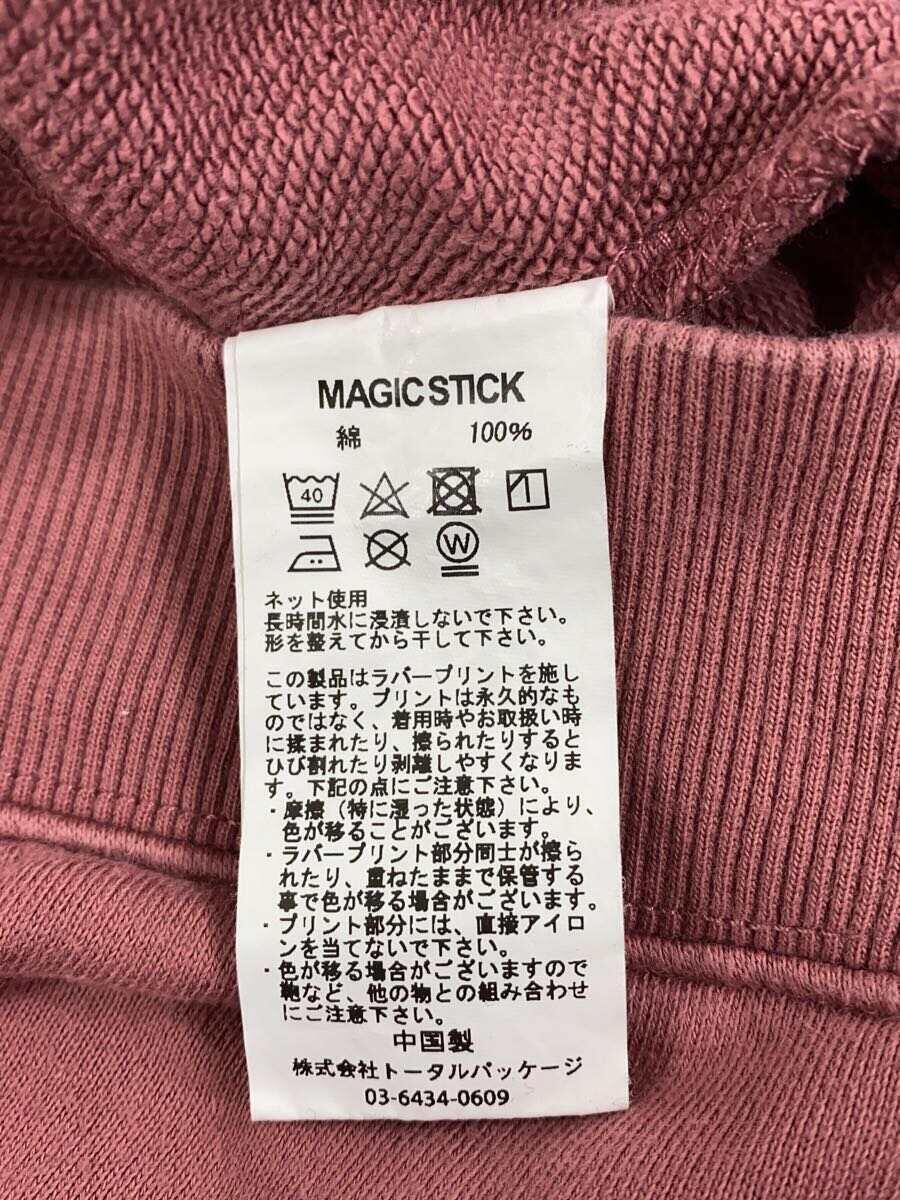 MAGIC STICK
綿 100%
40
W
ネット使用
長時間水に浸漬しないで下さい。
形を整えてから干して下さい。
この製品はラバープリントを施し
ています。プリントは永久的なも
のではなく、着用時やお取扱い時
に揉まれたり、擦られたりすると
ひび割れたり剥離しやすくなりま
す。下記の点にご注意下さい。
・摩擦（特に湿った状態）により、
色が移ることがございます。
・ラバープリント部分同士が擦ら
れたり、重ねたままで保管する
事で色が移る場合がございます。
・プリント部分には、直接アイロ
ンを当てないで下さい。
・色が移る場合がございますので
鞄など、他の物との組み合わせ
にご注意下さい。
中国製
株式会社トータルパッケージ
03-6434-0609